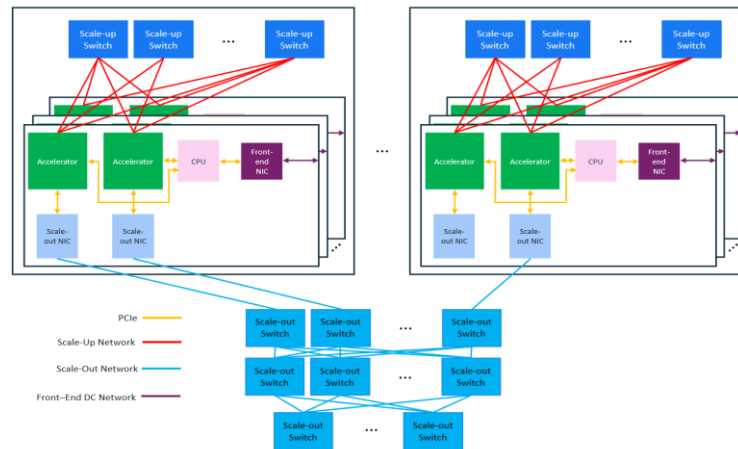 Scale-up
Switch
Scale-up
Switch
...
Scale-up
Switch
Scale-up
Switch
Scale-up
Switch
...
Scale-up
Switch
Accelerator
Accelerator
CPU
Front-
end
NIC
Scale-
out NIC
Scale-
out NIC
...
...
Accelerator
Accelerator
CPU
Front-
end
NIC
Scale-
out NIC
Scale-
out NIC
...
PCIe
Scale-Up Network
Scale-Out Network
Front–End DC Network
Scale-out
Switch
Scale-out
Switch
...
Scale-out
Switch
Scale-out
Switch
Scale-out
Switch
...
Scale-out
Switch
Scale-out
Switch
...
Scale-out
Switch